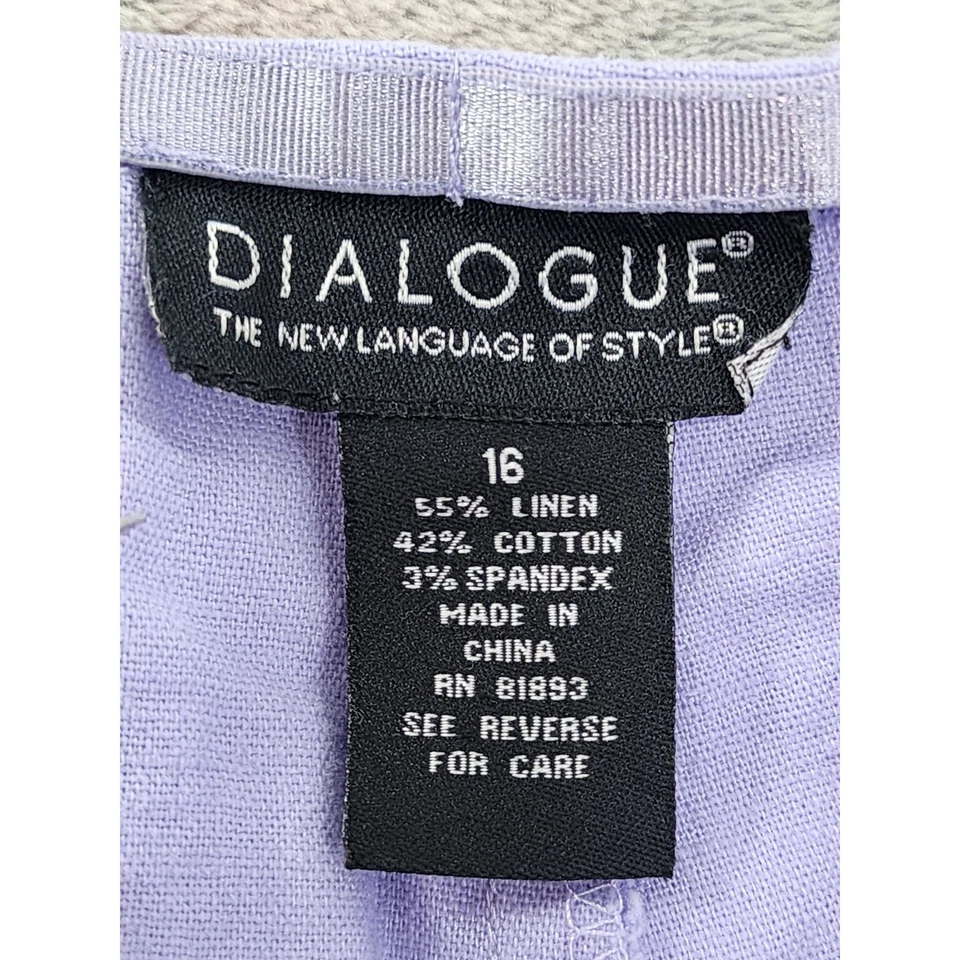 DIALOGUE®
THE NEW LANGUAGE OF STYLE®
16
55% LINEN
42% COTTON
3% SPANDEX
MADE IN
CHINA
RN 81893
SEE REVERSE
FOR CARE